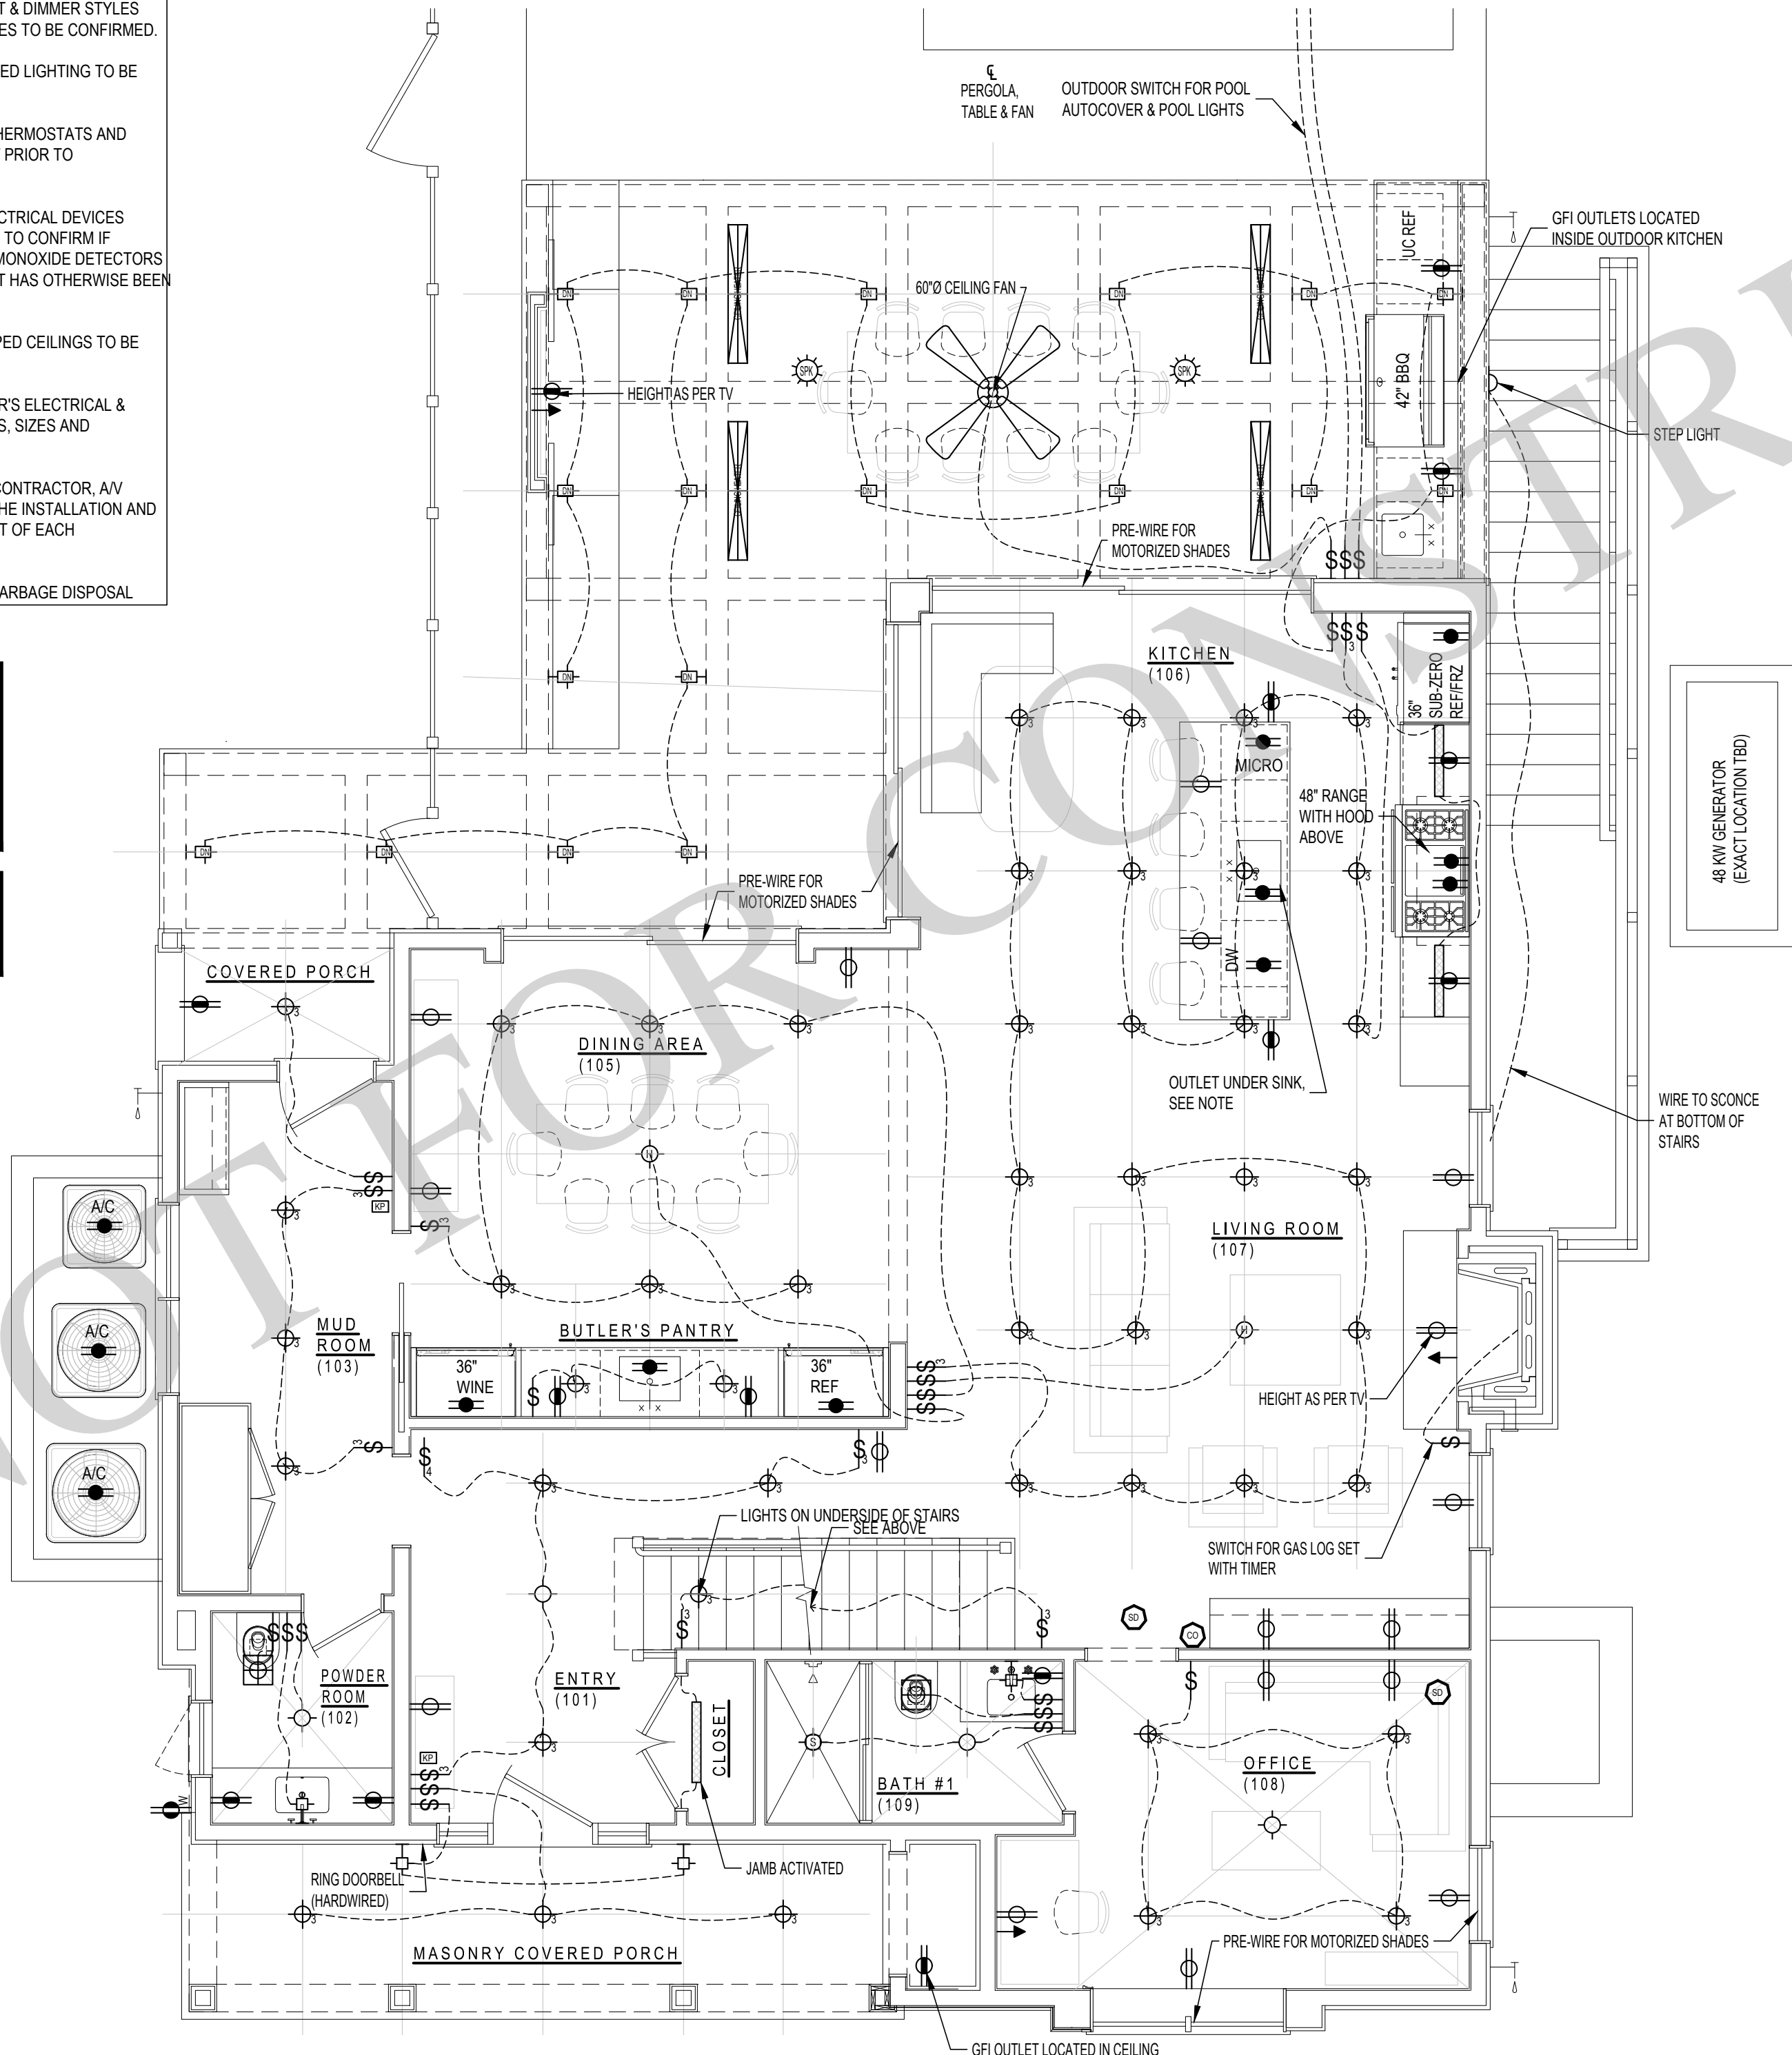 T & DIMMER STYLES
ES TO BE CONFIRMED.
ED LIGHTING TO BE
HERMOSTATS AND
PRIOR TO
ECTRICAL DEVICES
TO CONFIRM IF
MONOXIDE DETECTORS
T HAS OTHERWISE BEEN
PED CEILINGS TO BE
R'S ELECTRICAL &
S, SIZES AND
CONTRACTOR, A/V
HE INSTALLATION AND
T OF EACH
ARBAGE DISPOSAL
℄
PERGOLA,
TABLE & FAN
OUTDOOR SWITCH FOR POOL
AUTOCOVER & POOL LIGHTS
GFI OUTLETS LOCATED
INSIDE OUTDOOR KITCHEN
UC REF
60"Ø CEILING FAN
42" BBQ
SPK
SPK
HEIGHT AS PER TV
STEP LIGHT
PRE-WIRE FOR
MOTORIZED SHADES
SSS
SSS
KITCHEN
(106)
36"
SUB-ZERO
REF/FRZ
MICRO
48" RANGE
WITH HOOD
ABOVE
48 KW GENERATOR
(EXACT LOCATION TBD)
PRE-WIRE FOR
MOTORIZED SHADES
DW
COVERED PORCH
DINING AREA
(105)
OUTLET UNDER SINK,
SEE NOTE
WIRE TO SCONCE
AT BOTTOM OF
STAIRS
KP
A/C
LIVING ROOM
(107)
MUD
ROOM
(103)
A/C
BUTLER'S PANTRY
36"
WINE
36"
REF
HEIGHT AS PER TV
A/C
LIGHTS ON UNDERSIDE OF STAIRS
SEE ABOVE
SWITCH FOR GAS LOG SET
WITH TIMER
SD
CO
SD
POWDER
ROOM
(102)
ENTRY
(101)
CLOSET
KP
BATH #1
(109)
OFFICE
(108)
RING DOORBELL
(HARDWIRED)
JAMB ACTIVATED
MASONRY COVERED PORCH
PRE-WIRE FOR MOTORIZED SHADES
GFI OUTLET LOCATED IN CEILING
OT FOR CONSTR